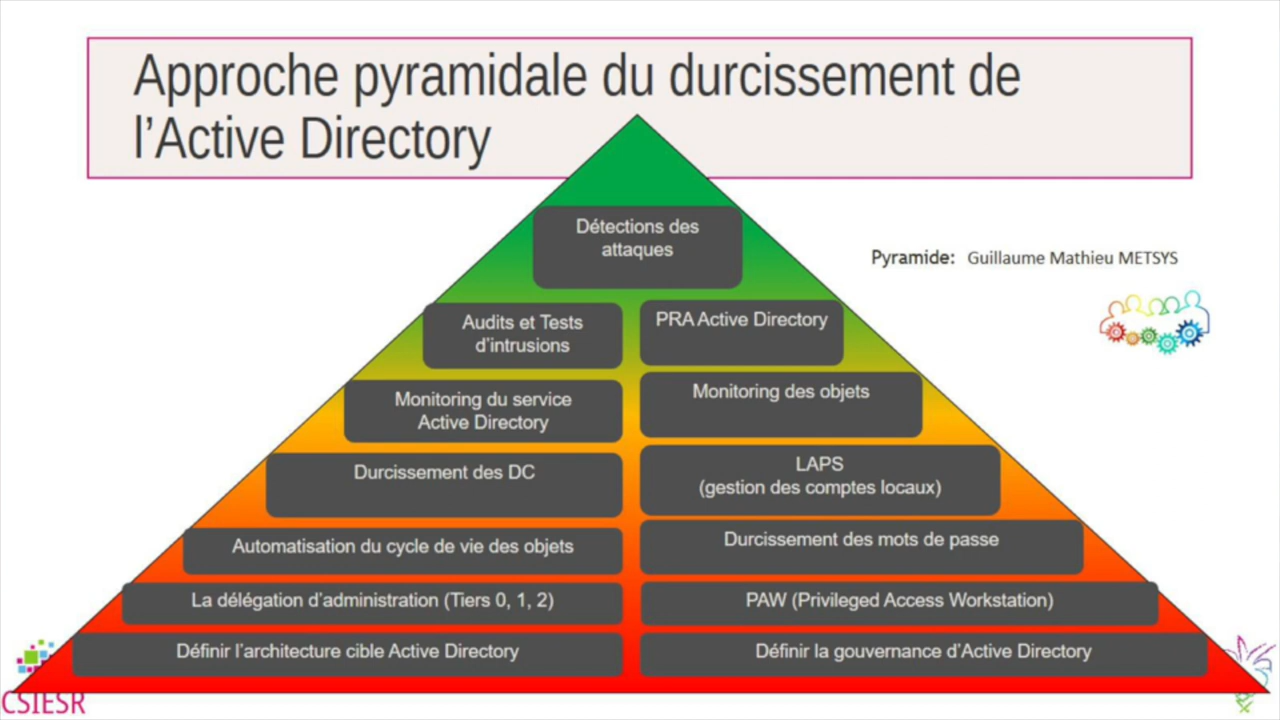 Approche pyramidale du durcissement de
l'Active Directory
Détections des
attaques
Pyramide: Guillaume Mathieu METSYS
Audits et Tests
d'intrusions
PRA Active Directory
Monitoring du service
Active Directory
Monitoring des objets
Durcissement des DC
LAPS
(gestion des comptes locaux)
Automatisation du cycle de vie des objets
Durcissement des mots de passe
La délégation d'administration (Tiers 0, 1, 2)
PAW (Privileged Access Workstation)
Définir l'architecture cible Active Directory
Définir la gouvernance d'Active Directory
CSIESR